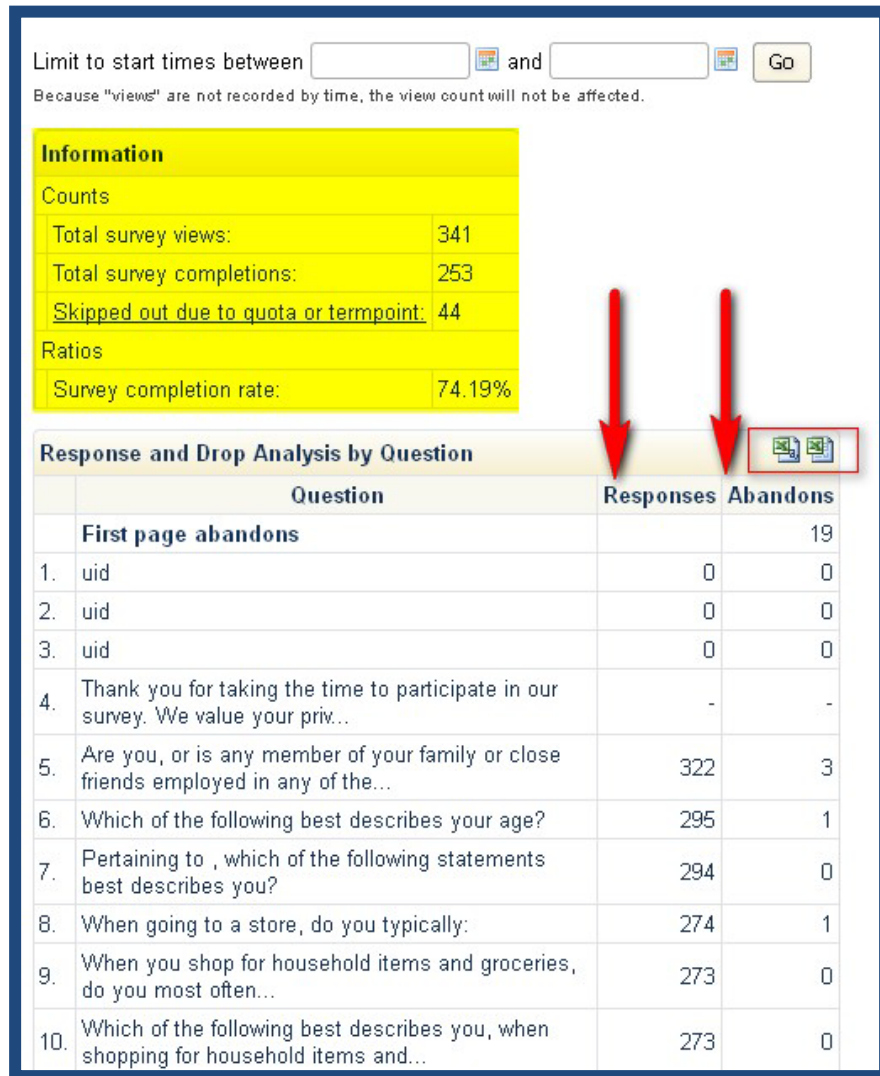 Limit to start times between and Go
Because "views" are not recorded by time, the view count will not be affected.
Information
Counts
Total survey views: 341
Total survey completions: 253
Skipped out due to quota or termpoint: 44
Ratios
Survey completion rate: 74.19%
Response and Drop Analysis by Question
Question Responses Abandons
First page abandons 19
1. uid 0 0
2. uid 0 0
3. uid 0 0
4. Thank you for taking the time to participate in our
survey. We value your priv... - -
5. Are you, or is any member of your family or close
friends employed in any of the... 322 3
6. Which of the following best describes your age? 295 1
7. Pertaining to , which of the following statements
best describes you? 294 0
8. When going to a store, do you typically: 274 1
9. When you shop for household items and groceries,
do you most often... 273 0
10. Which of the following best describes you, when
shopping for household items and... 273 0